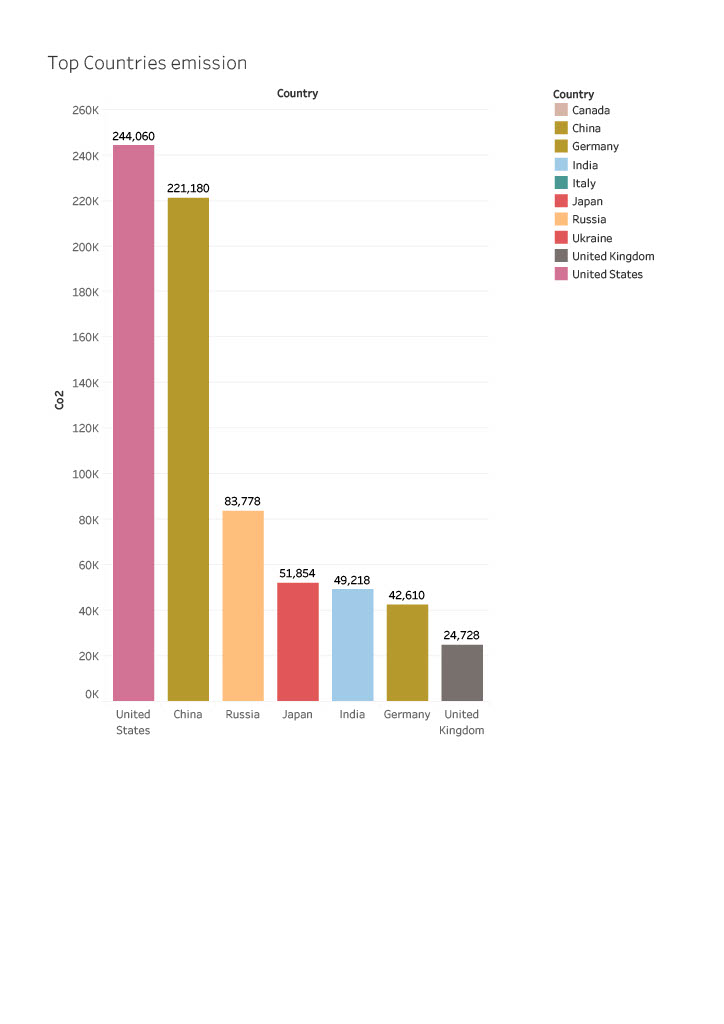 Top Countries emission
Country
260K
240K
220K
200K
180K
160K
140K
120K
100K
80K
60K
40K
20K
0K
Co2
244,060
221,180
83,778
51,854
49,218
42,610
24,728
United States
China
Russia
Japan
India
Germany
United Kingdom
Country
Canada
China
Germany
India
Italy
Japan
Russia
Ukraine
United Kingdom
United States